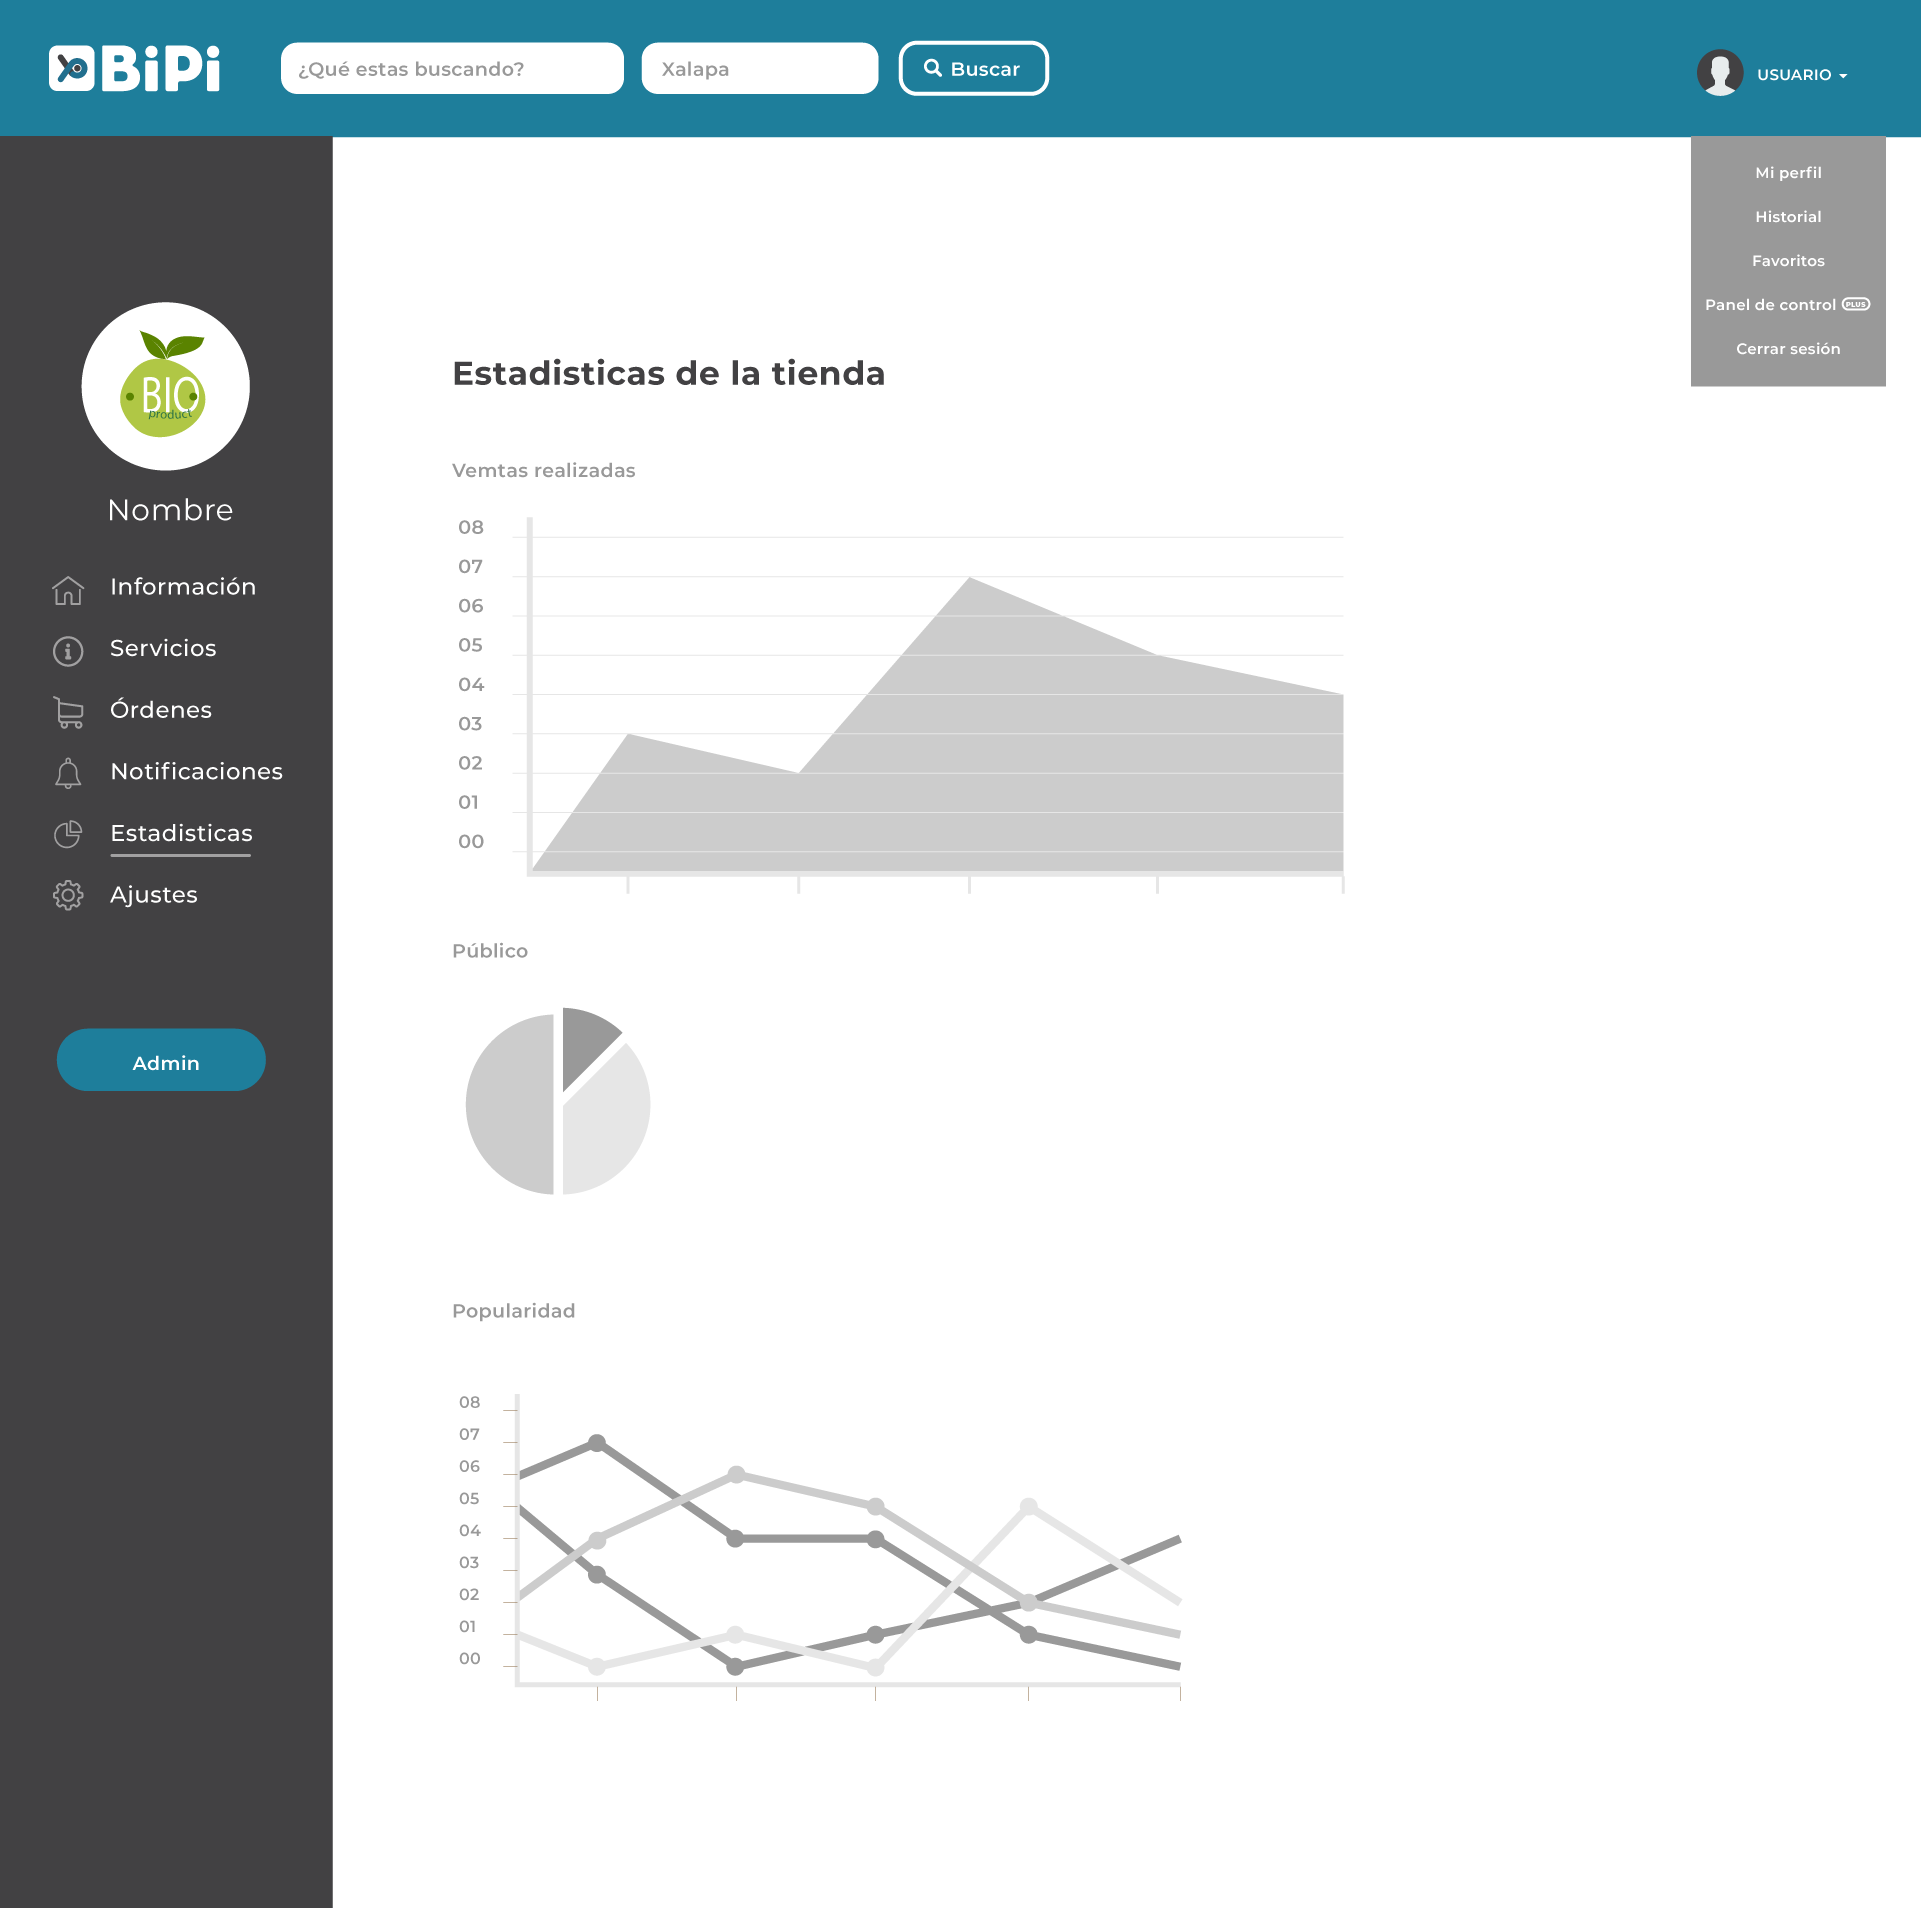 BiPi
¿Qué estas buscando?
Xalapa
Buscar
USUARIO
Mi perfil
Historial
Favoritos
Panel de control PLUS
Cerrar sesión
BIO
product
Nombre
Información
Servicios
Órdenes
Notificaciones
Estadisticas
Ajustes
Admin
Estadisticas de la tienda
Vemtas realizadas
08
07
06
05
04
03
02
01
00
Público
Popularidad
08
07
06
05
04
03
02
01
00